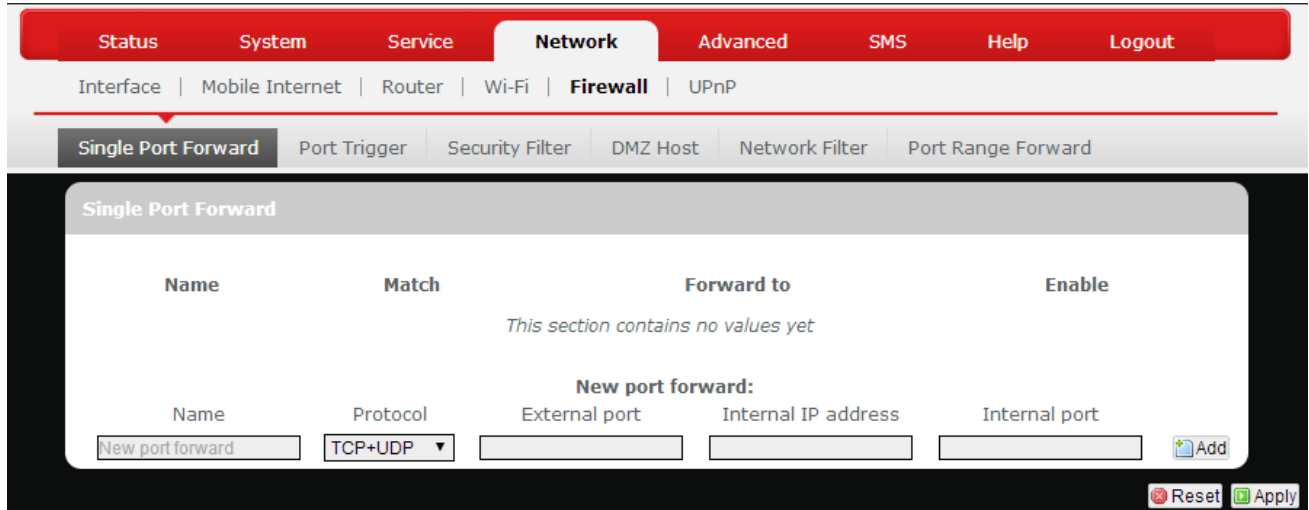 Status System Service Network Advanced SMS Help Logout
Interface | Mobile Internet | Router | Wi-Fi | Firewall | UPnP
Single Port Forward Port Trigger Security Filter DMZ Host Network Filter Port Range Forward
Single Port Forward
Name Match Forward to Enable
This section contains no values yet
New port forward:
Name Protocol External port Internal IP address Internal port
New port forward TCP+UDP Add
Reset Apply